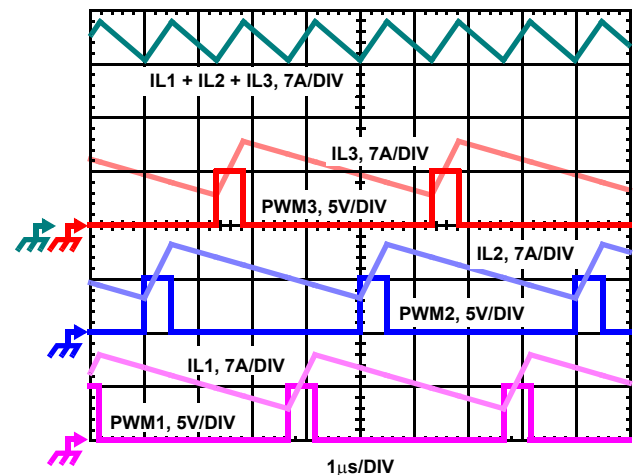 IL1 + IL2 + IL3, 7A/DIV
IL3, 7A/DIV
PWM3, 5V/DIV
IL2, 7A/DIV
PWM2, 5V/DIV
IL1, 7A/DIV
PWM1, 5V/DIV
1μs/DIV